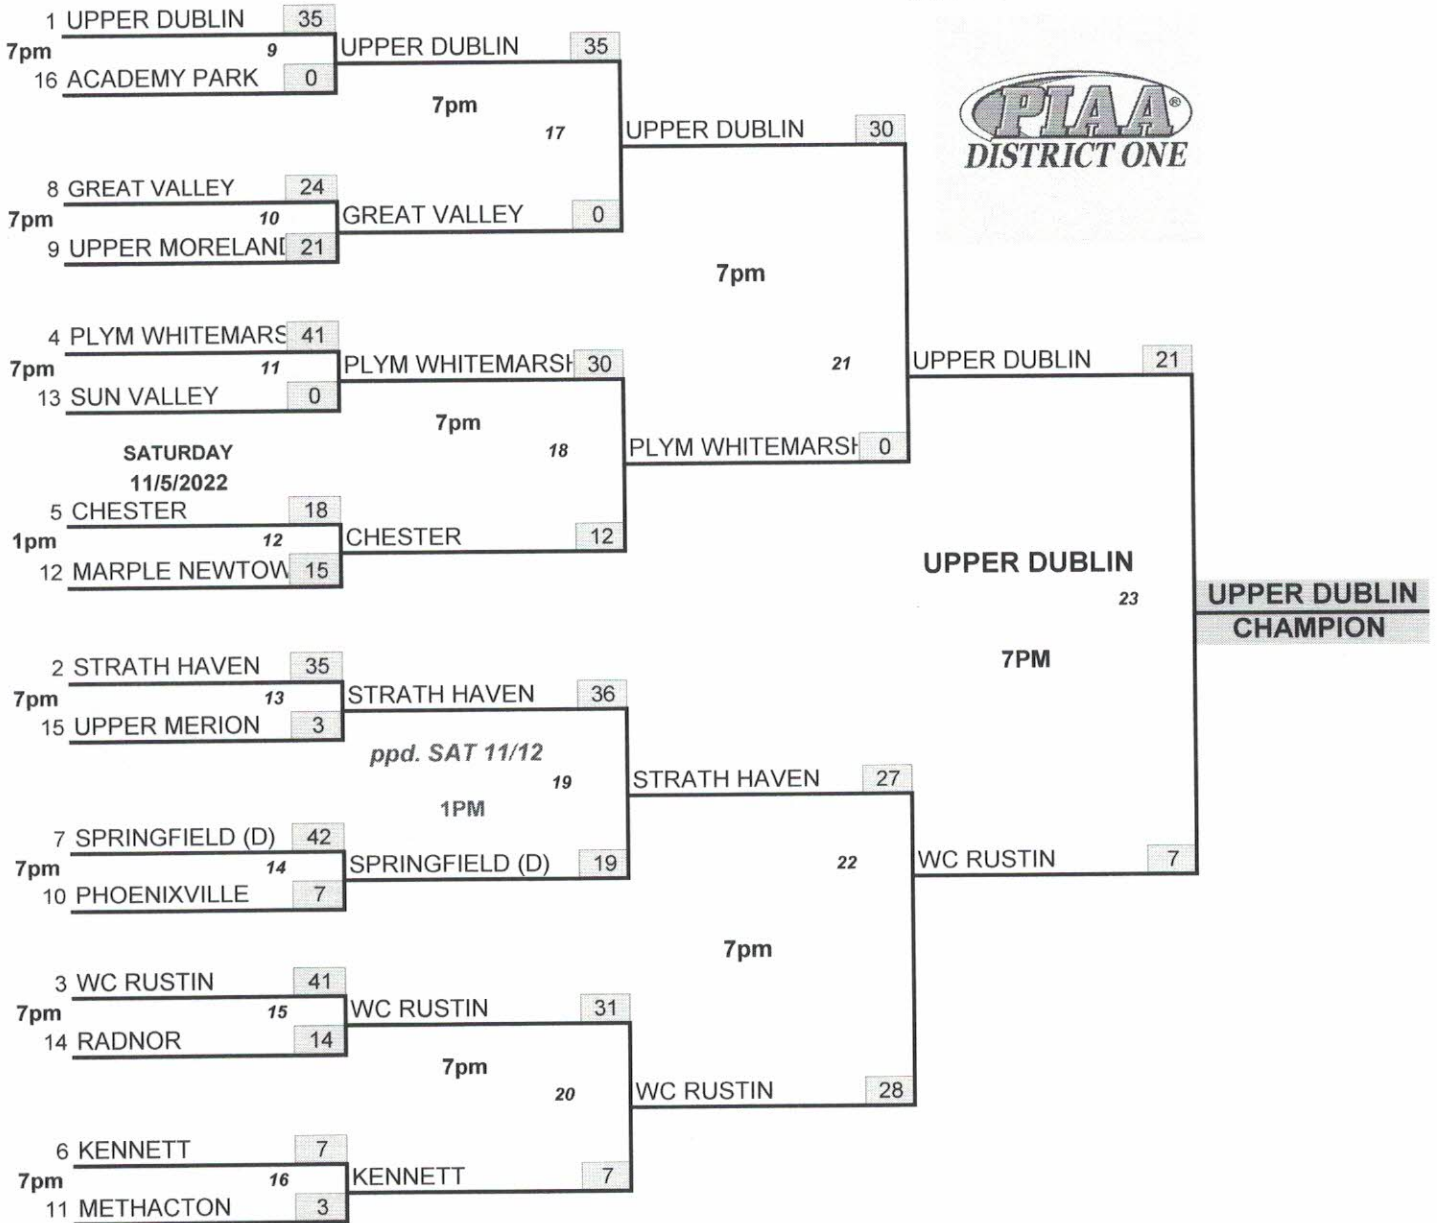 1 UPPER DUBLIN 35
7pm 9
16 ACADEMY PARK 0
UPPER DUBLIN 35
7pm
17
8 GREAT VALLEY 24
7pm 10
9 UPPER MORELAND 21
GREAT VALLEY 0
UPPER DUBLIN 30
PIAA®
DISTRICT ONE
4 PLYM WHITEMARS 41
7pm 11
13 SUN VALLEY 0
PLYM WHITEMARSH 30
7pm
18
SATURDAY
11/5/2022
5 CHESTER 18
1pm 12
12 MARPLE NEWTOW 15
CHESTER 12
PLYM WHITEMARSH 0
7pm
21
UPPER DUBLIN 21
2 STRATH HAVEN 35
7pm 13
15 UPPER MERION 3
STRATH HAVEN 36
ppd. SAT 11/12
19
1PM
7 SPRINGFIELD (D) 42
7pm 14
10 PHOENIXVILLE 7
SPRINGFIELD (D) 19
STRATH HAVEN 27
3 WC RUSTIN 41
7pm 15
14 RADNOR 14
WC RUSTIN 31
7pm
20
6 KENNETT 7
7pm 16
11 METHACTON 3
KENNETT 7
WC RUSTIN 28
7pm
22
WC RUSTIN 7
UPPER DUBLIN
23
7PM
UPPER DUBLIN
CHAMPION